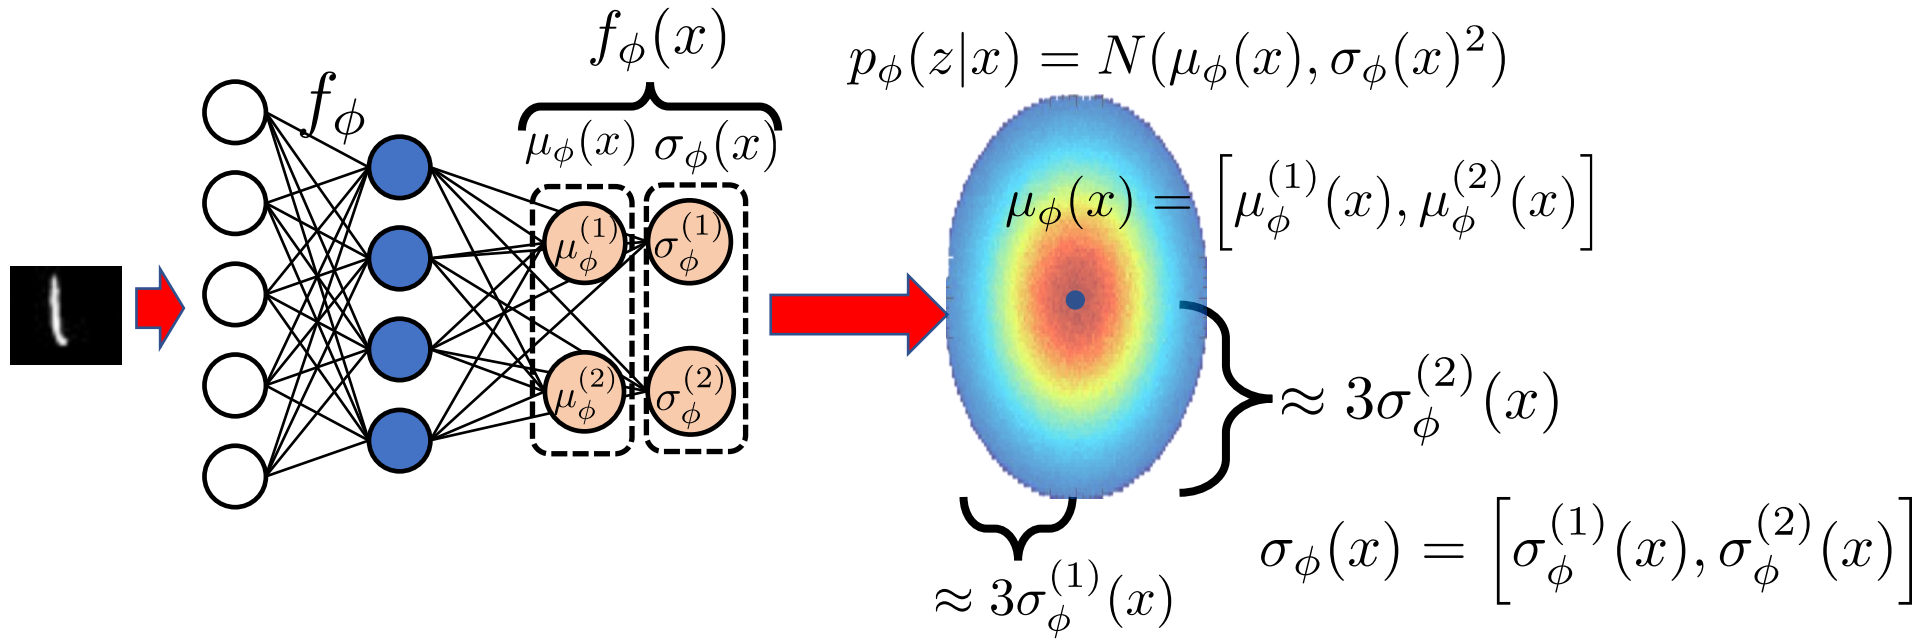 f_ϕ(x)
p_ϕ(z|x) = N(μ_ϕ(x), σ_ϕ(x)²)
f_ϕ
μ_ϕ(x) σ_ϕ(x)
μ_ϕ(x) = [μ_ϕ^(1)(x), μ_ϕ^(2)(x)]
μ_ϕ^(1) σ_ϕ^(1)
μ_ϕ^(2) σ_ϕ^(2)
≈ 3σ_ϕ^(2)(x)
σ_ϕ(x) = [σ_ϕ^(1)(x), σ_ϕ^(2)(x)]
≈ 3σ_ϕ^(1)(x)